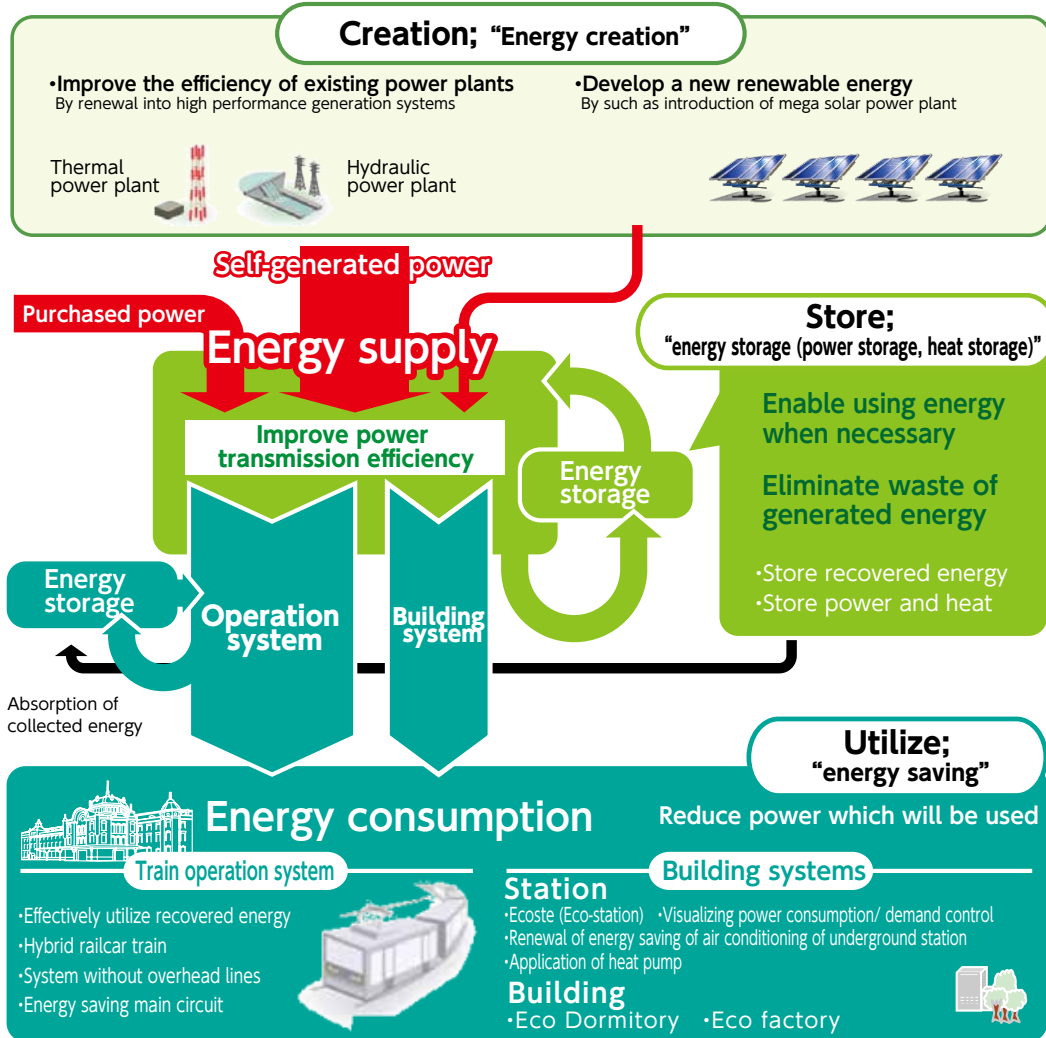 Creation; “Energy creation”
•Improve the efficiency of existing power plants
By renewal into high performance generation systems
•Develop a new renewable energy
By such as introduction of mega solar power plant
Thermal
power plant
Hydraulic
power plant
Self-generated power
Purchased power
Energy supply
Improve power
transmission efficiency
Energy
storage
Store;
“energy storage (power storage, heat storage)”
Enable using energy
when necessary
Eliminate waste of
generated energy
•Store recovered energy
•Store power and heat
Energy
storage
Operation
system
Building
system
Absorption of
collected energy
Utilize;
“energy saving”
Energy consumption
Reduce power which will be used
Train operation system
•Effectively utilize recovered energy
•Hybrid railcar train
•System without overhead lines
•Energy saving main circuit
Building systems
Station
•Ecoste (Eco-station) •Visualizing power consumption/ demand control
•Renewal of energy saving of air conditioning of underground station
•Application of heat pump
Building
•Eco Dormitory •Eco factory